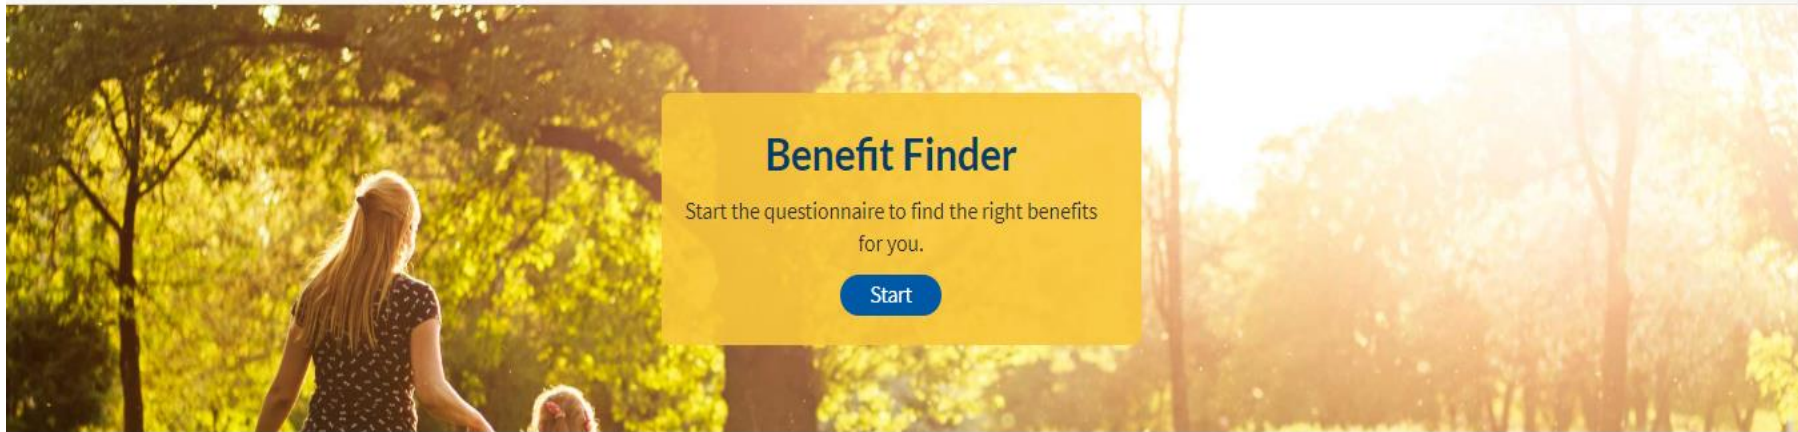 Benefit Finder
Start the questionnaire to find the right benefits
for you.
Start